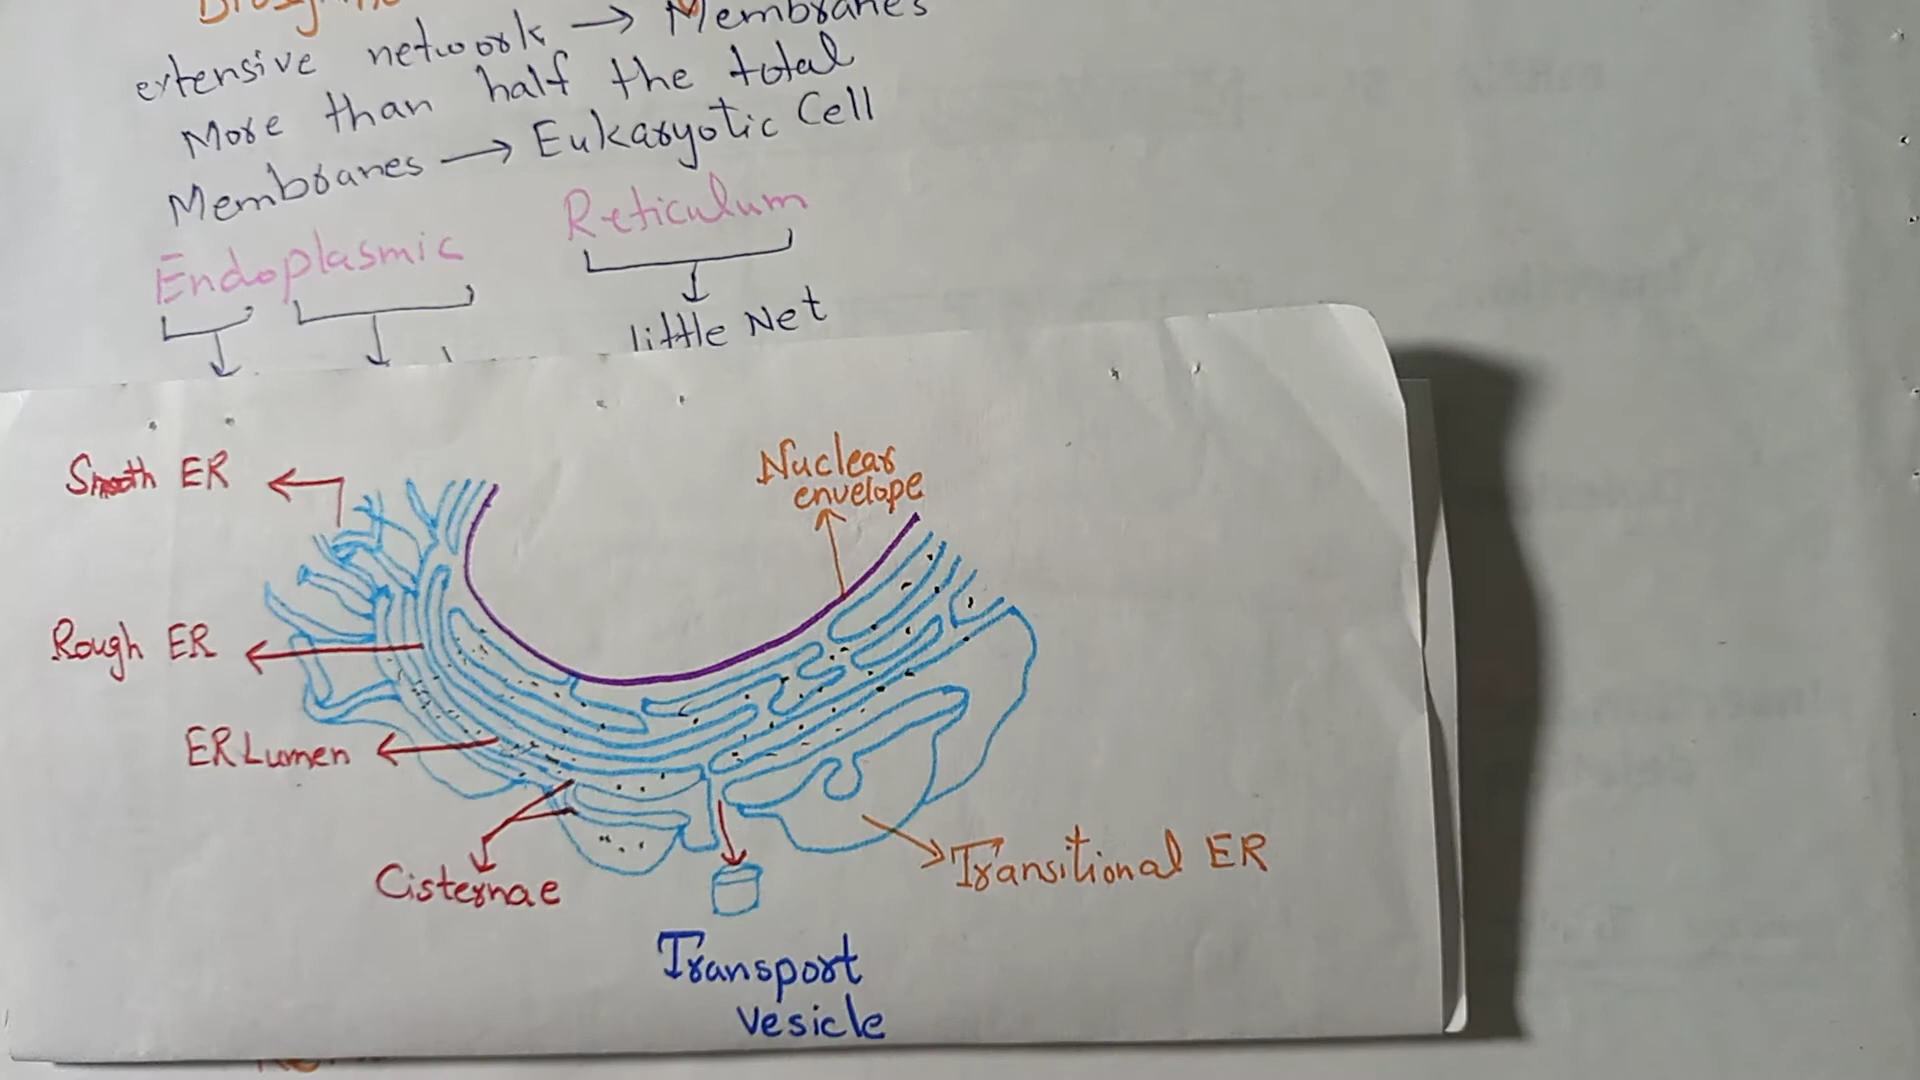 extensive network → Membranes
More than half the total
Membranes → Eukaryotic Cell
Endoplasmic Reticulum
little Net
Smooth ER
Nuclear
envelope
Rough ER
ER Lumen
Cisternae
Transitional ER
Transport
vesicle